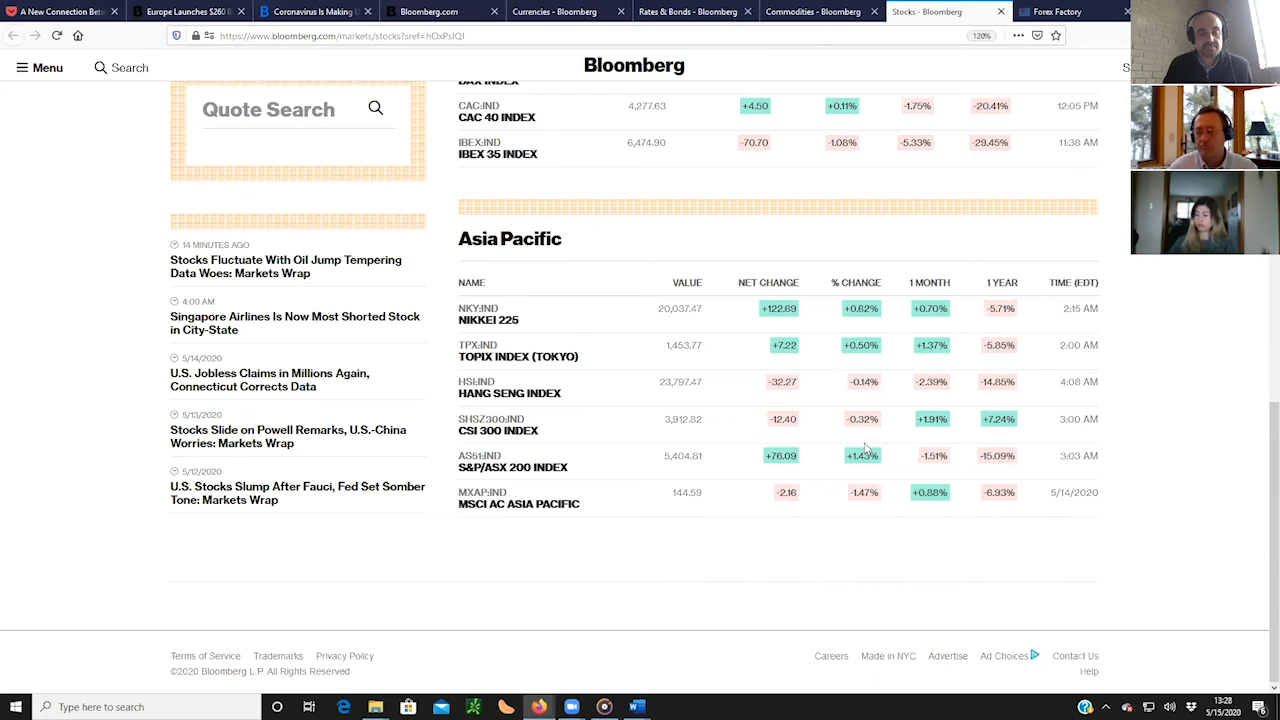 A New Connection Betw
Europe Launches $260 B
Coronavirus Is Making U
Bloomberg.com
Currencies - Bloomberg
Rates & Bonds - Bloomberg
Commodities - Bloomberg
Stocks - Bloomberg
Forex Factory
https://www.bloomberg.com/markets/stocks?sref=hOxPsIQI
120%
Menu
Search
Bloomberg
S
Quote Search
DAX INDEX
CAC:IND 4,277.63 +4.50 +0.11% -1.75% -20.41% 12:05 PM
CAC 40 INDEX
IBEX:IND 6,474.90 -70.70 -1.08% -5.33% -29.45% 11:38 AM
IBEX 35 INDEX
14 MINUTES AGO
Stocks Fluctuate With Oil Jump Tempering
Data Woes: Markets Wrap
4:00 AM
Singapore Airlines Is Now Most Shorted Stock
in City-State
5/14/2020
U.S. Jobless Claims in Millions Again,
Connecticut Corrects Data
5/13/2020
Stocks Slide on Powell Remarks, U.S.-China
Worries: Markets Wrap
5/12/2020
U.S. Stocks Slump After Fauci, Fed Set Somber
Tone: Markets Wrap
Asia Pacific
NAME VALUE NET CHANGE % CHANGE 1 MONTH 1 YEAR TIME (EDT)
NKY:IND 20,037.47 +122.69 +0.62% +0.70% -5.71% 2:15 AM
NIKKEI 225
TPX:IND 1,453.77 +7.22 +0.50% +1.37% -5.85% 2:00 AM
TOPIX INDEX (TOKYO)
HSI:IND 23,797.47 -32.27 -0.14% -2.39% -14.85% 4:08 AM
HANG SENG INDEX
SHSZ300:IND 3,912.82 -12.40 -0.32% +1.91% +7.24% 3:00 AM
CSI 300 INDEX
AS51:IND 5,404.81 +76.09 +1.43% -1.51% -15.09% 3:03 AM
S&P/ASX 200 INDEX
MXAP:IND 144.59 -2.16 -1.47% +0.88% -6.93% 5/14/2020
MSCI AC ASIA PACIFIC
Terms of Service Trademarks Privacy Policy
©2020 Bloomberg L.P. All Rights Reserved
Careers Made in NYC Advertise Ad Choices Contact Us
Help
Type here to search
13:28
5/15/2020
6